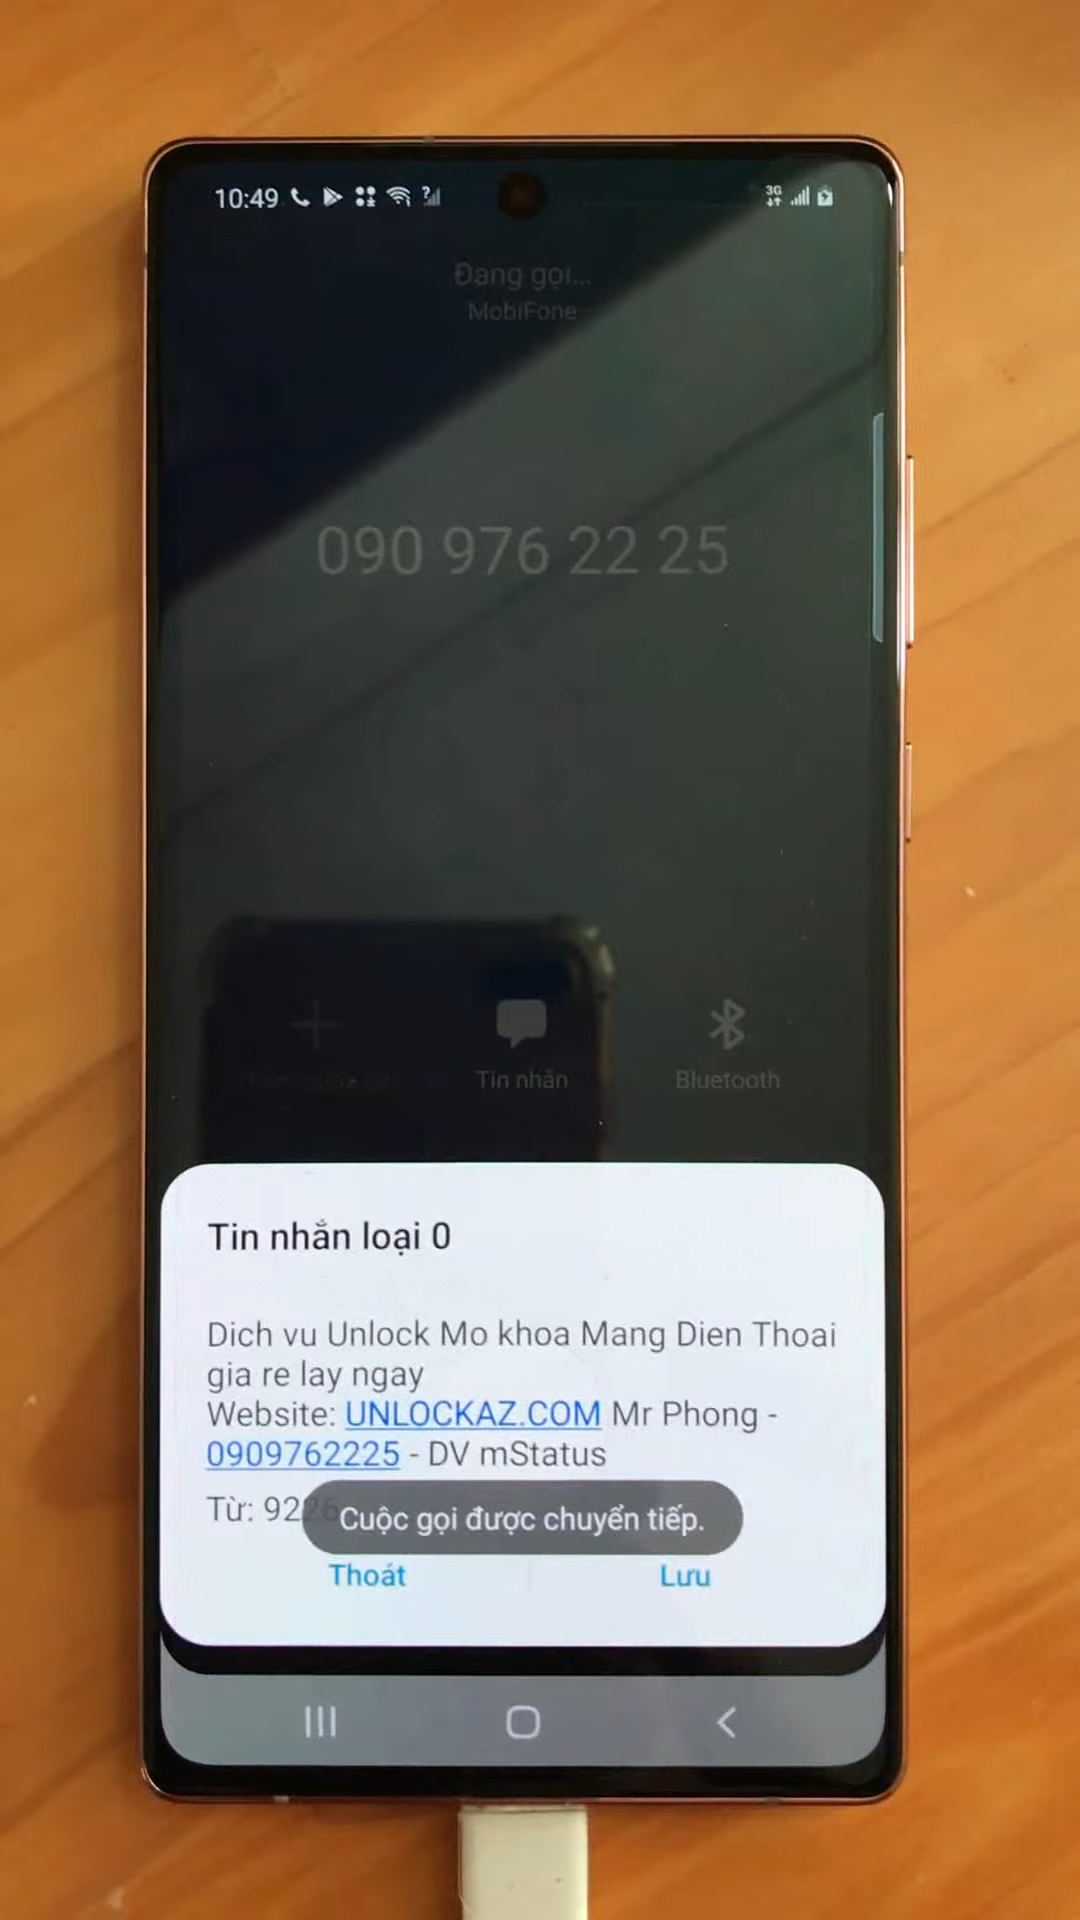 10:49
3G
Đang gọi...
MobiFone
090 976 22 25
Tin nhắn
Bluetooth
Tin nhắn loại 0
Dich vu Unlock Mo khoa Mang Dien Thoai
gia re lay ngay
Website: UNLOCKAZ.COM Mr Phong -
0909762225 - DV mStatus
Từ: 9226
Cuộc gọi được chuyển tiếp.
Thoát
Lưu